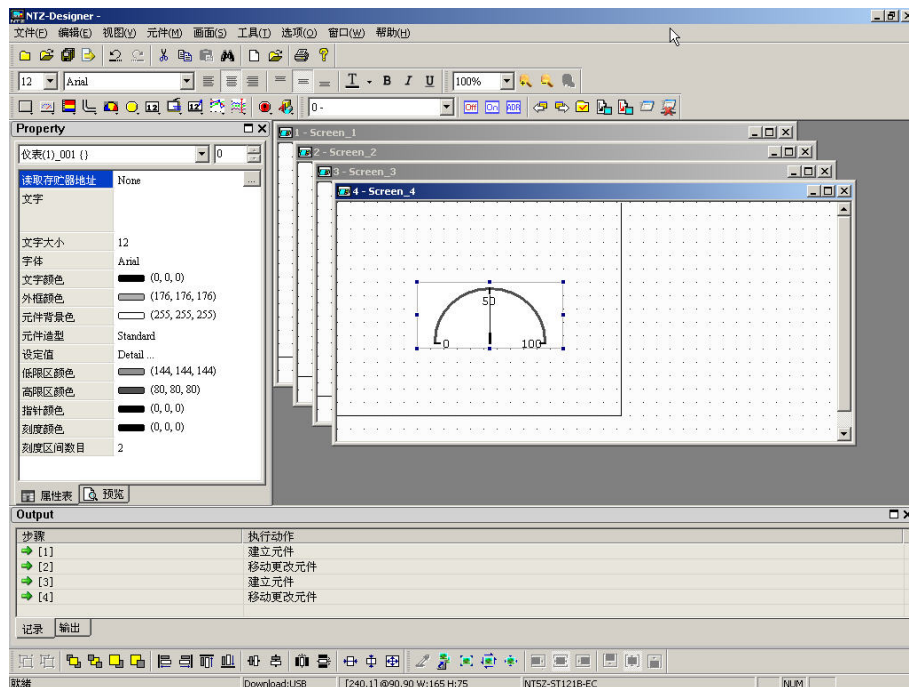 NTZ-Designer -
文件(F) 编辑(E) 视图(V) 元件(M) 画面(S) 工具(T) 选项(O) 窗口(W) 帮助(H)
12 Arial 100%
0 -
Property
仪表(1)_001 {} 0
读取存贮器地址 None ...
文字
文字大小 12
字体 Arial
文字颜色 (0, 0, 0)
外框颜色 (176, 176, 176)
元件背景色 (255, 255, 255)
元件造型 Standard
设定值 Detail ...
低限区颜色 (144, 144, 144)
高限区颜色 (80, 80, 80)
指针颜色 (0, 0, 0)
刻度颜色 (0, 0, 0)
刻度区间数目 2
属性表 预览
1 - Screen_1
2 - Screen_2
3 - Screen_3
4 - Screen_4
50
0 100
Output
步骤 执行动作
[1] 建立元件
[2] 移动更改元件
[3] 建立元件
[4] 移动更改元件
记录 输出
就绪 Download:USB [240,1]@90,90 W:165 H:75 NT5Z-ST121B-EC NUM